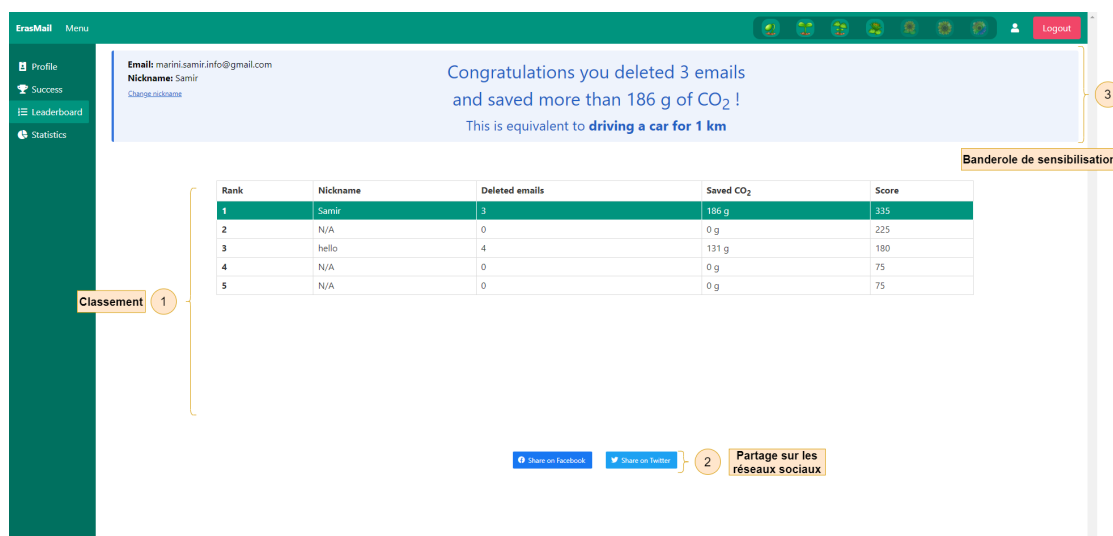 ErasMail Menu Logout
Profile
Success
Leaderboard
Statistics
Email: marini.samir.info@gmail.com
Nickname: Samir
Change nickname
Congratulations you deleted 3 emails
and saved more than 186 g of CO₂ !
This is equivalent to driving a car for 1 km
3
Banderole de sensibilisation
Rank Nickname Deleted emails Saved CO₂ Score
1 Samir 3 186 g 335
2 N/A 0 0 g 225
3 hello 4 131 g 180
4 N/A 0 0 g 75
5 N/A 0 0 g 75
Classement 1
Share on Facebook Share on Twitter
2
Partage sur les
réseaux sociaux